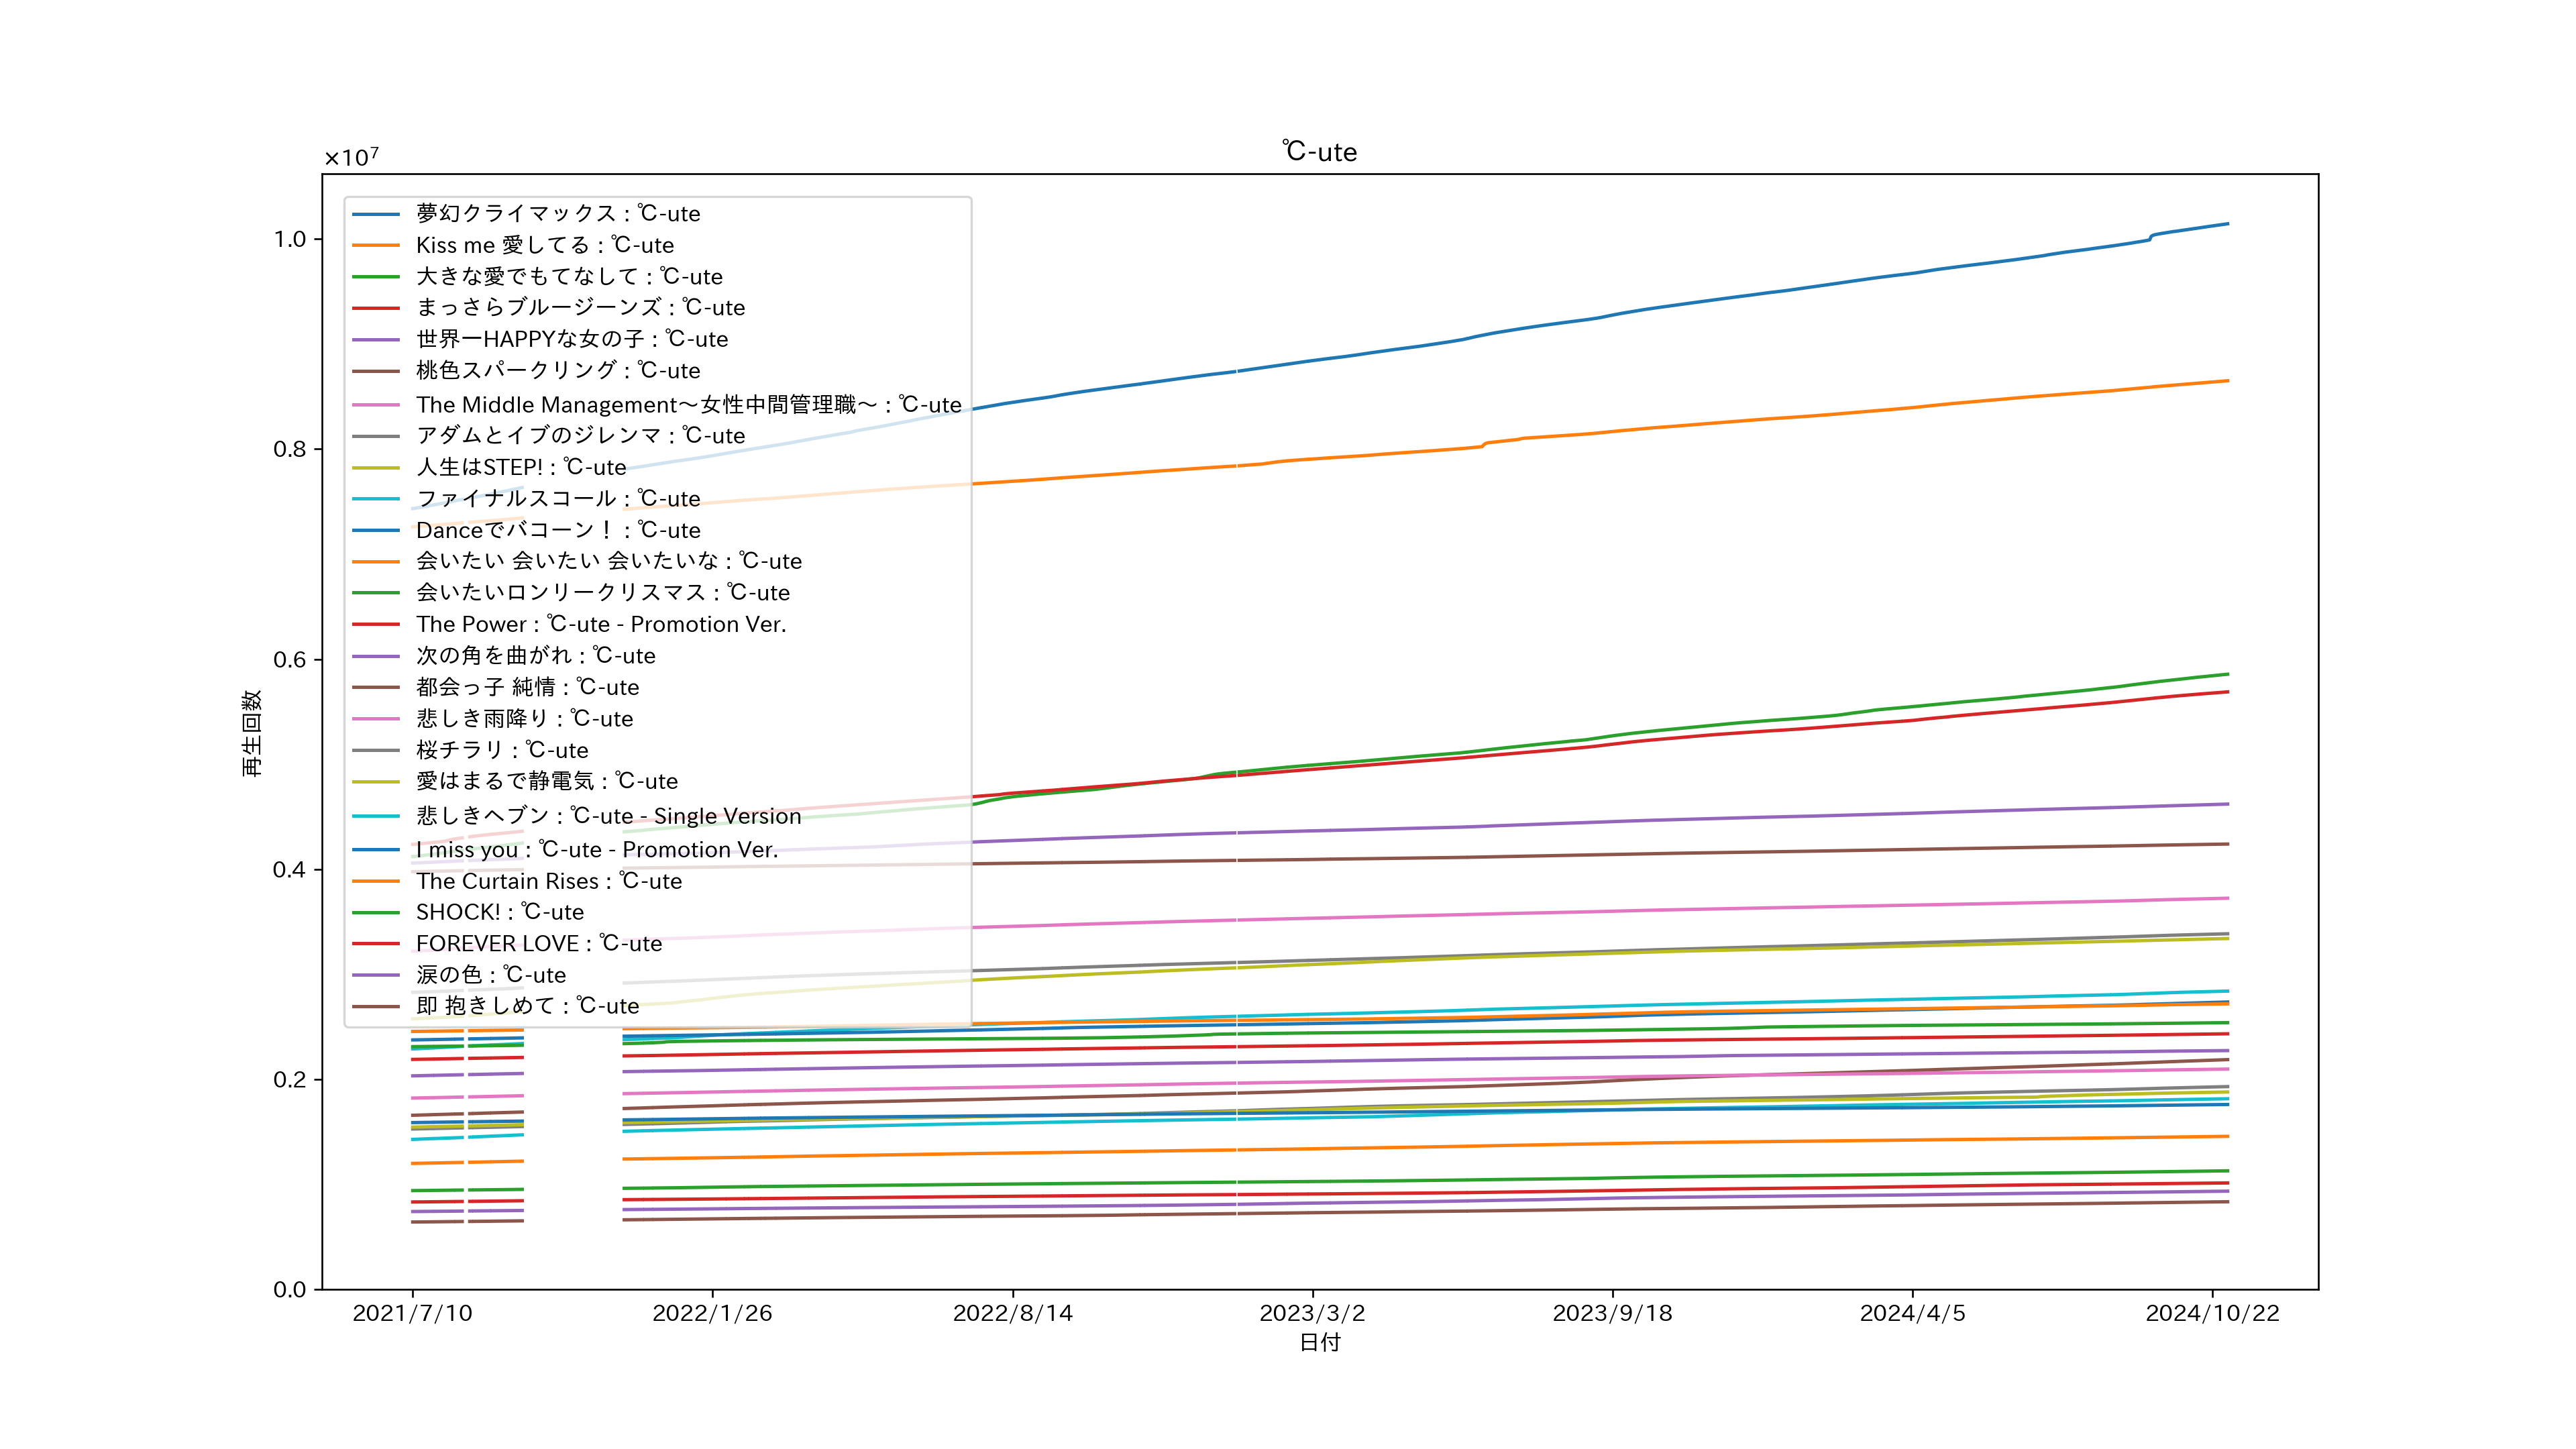 ℃-ute
×10⁷
1.0
0.8
0.6
0.4
0.2
0.0
再生回数
夢幻クライマックス : ℃-ute
Kiss me 愛してる : ℃-ute
大きな愛でもてなして : ℃-ute
まっさらブルージーンズ : ℃-ute
世界一HAPPYな女の子 : ℃-ute
桃色スパークリング : ℃-ute
The Middle Management〜女性中間管理職〜 : ℃-ute
アダムとイブのジレンマ : ℃-ute
人生はSTEP! : ℃-ute
ファイナルスコール : ℃-ute
Danceでバコーン！ : ℃-ute
会いたい 会いたい 会いたいな : ℃-ute
会いたいロンリークリスマス : ℃-ute
The Power : ℃-ute - Promotion Ver.
次の角を曲がれ : ℃-ute
都会っ子 純情 : ℃-ute
悲しき雨降り : ℃-ute
桜チラリ : ℃-ute
愛はまるで静電気 : ℃-ute
悲しきヘブン : ℃-ute - Single Version
I miss you : ℃-ute - Promotion Ver.
The Curtain Rises : ℃-ute
SHOCK! : ℃-ute
FOREVER LOVE : ℃-ute
涙の色 : ℃-ute
即 抱きしめて : ℃-ute
2021/7/10 2022/1/26 2022/8/14 2023/3/2 2023/9/18 2024/4/5 2024/10/22
日付